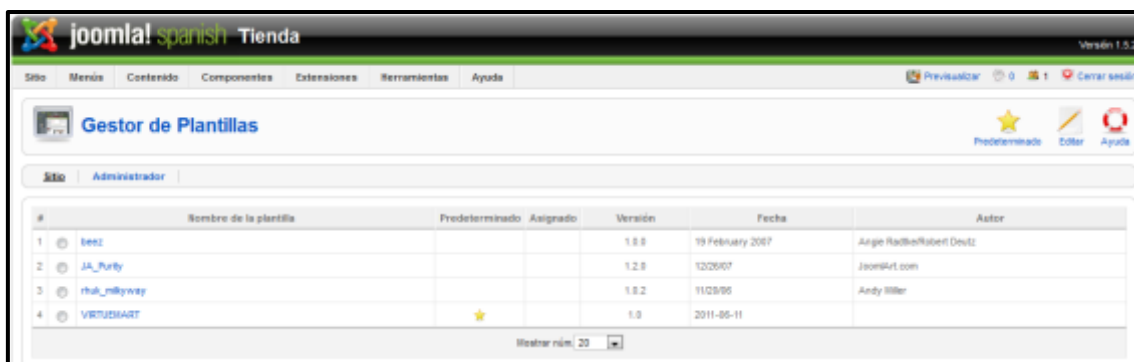 joomla! spanish Tienda
Versión 1.5.2
Sitio Menús Contenido Componentes Extensiones Herramientas Ayuda Previsualizar 0 1 Cerrar sesión
Gestor de Plantillas
Predeterminado Editar Ayuda
Sitio Administrador
# Nombre de la plantilla Predeterminado Asignado Versión Fecha Autor
1 beez 1.0.0 19 February 2007 Angie Radtke/Robert Deutz
2 JA_Purity 1.2.0 12/26/07 JoomlArt.com
3 rhuk_milkyway 1.0.2 11/20/06 Andy Miller
4 VIRTUEMART 1.0 2011-06-11
Mostrar núm. 20